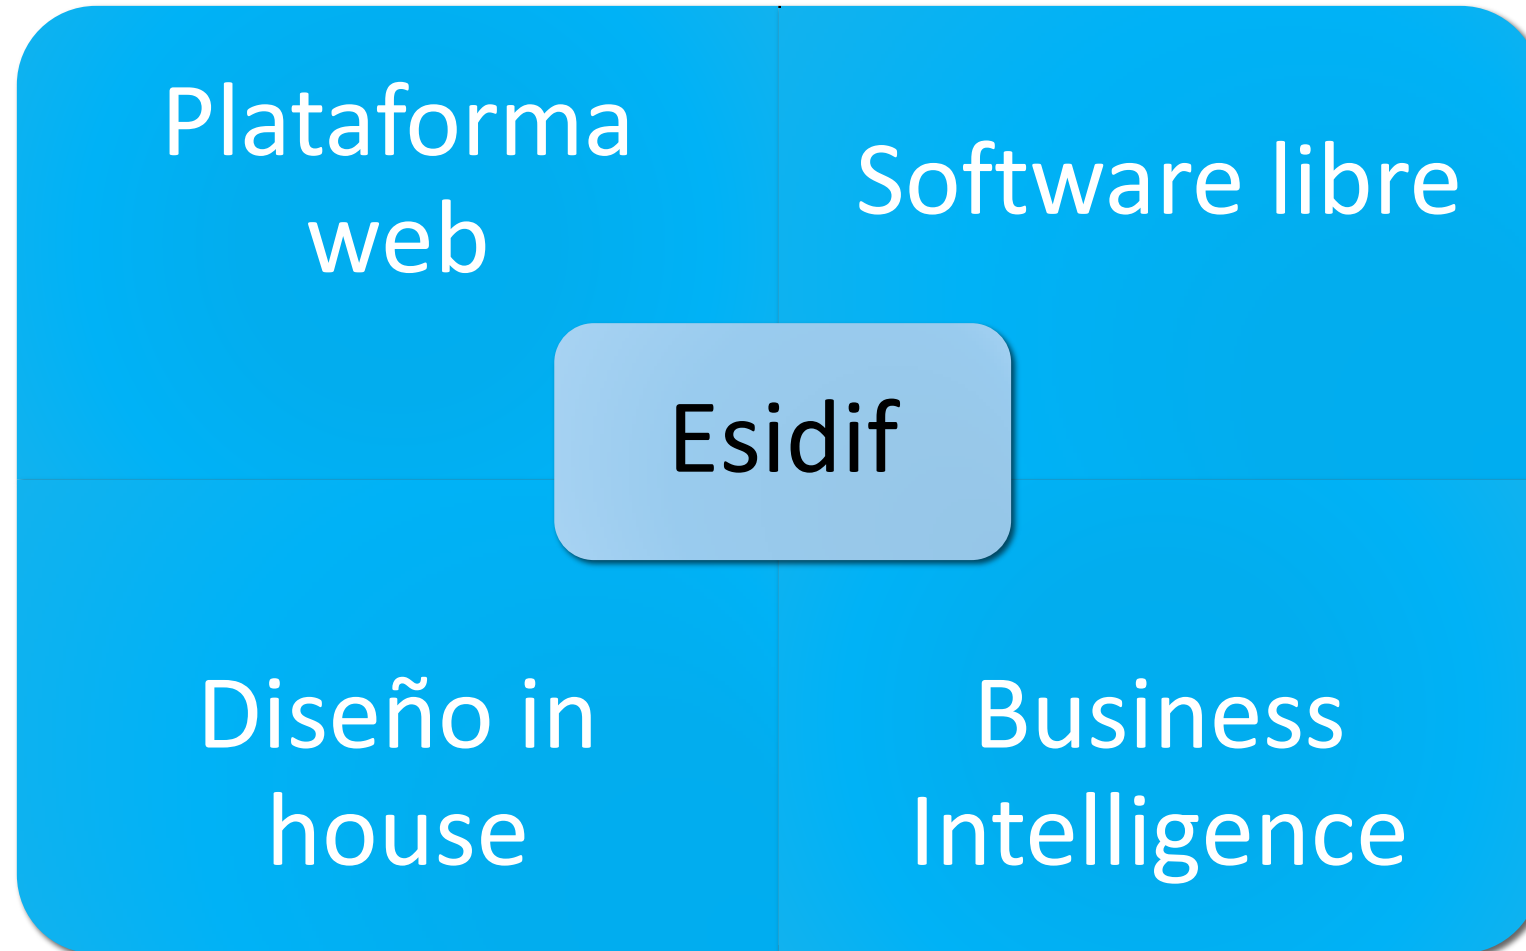 Plataforma
web
Software libre
Esidif
Diseño in
house
Business
Intelligence